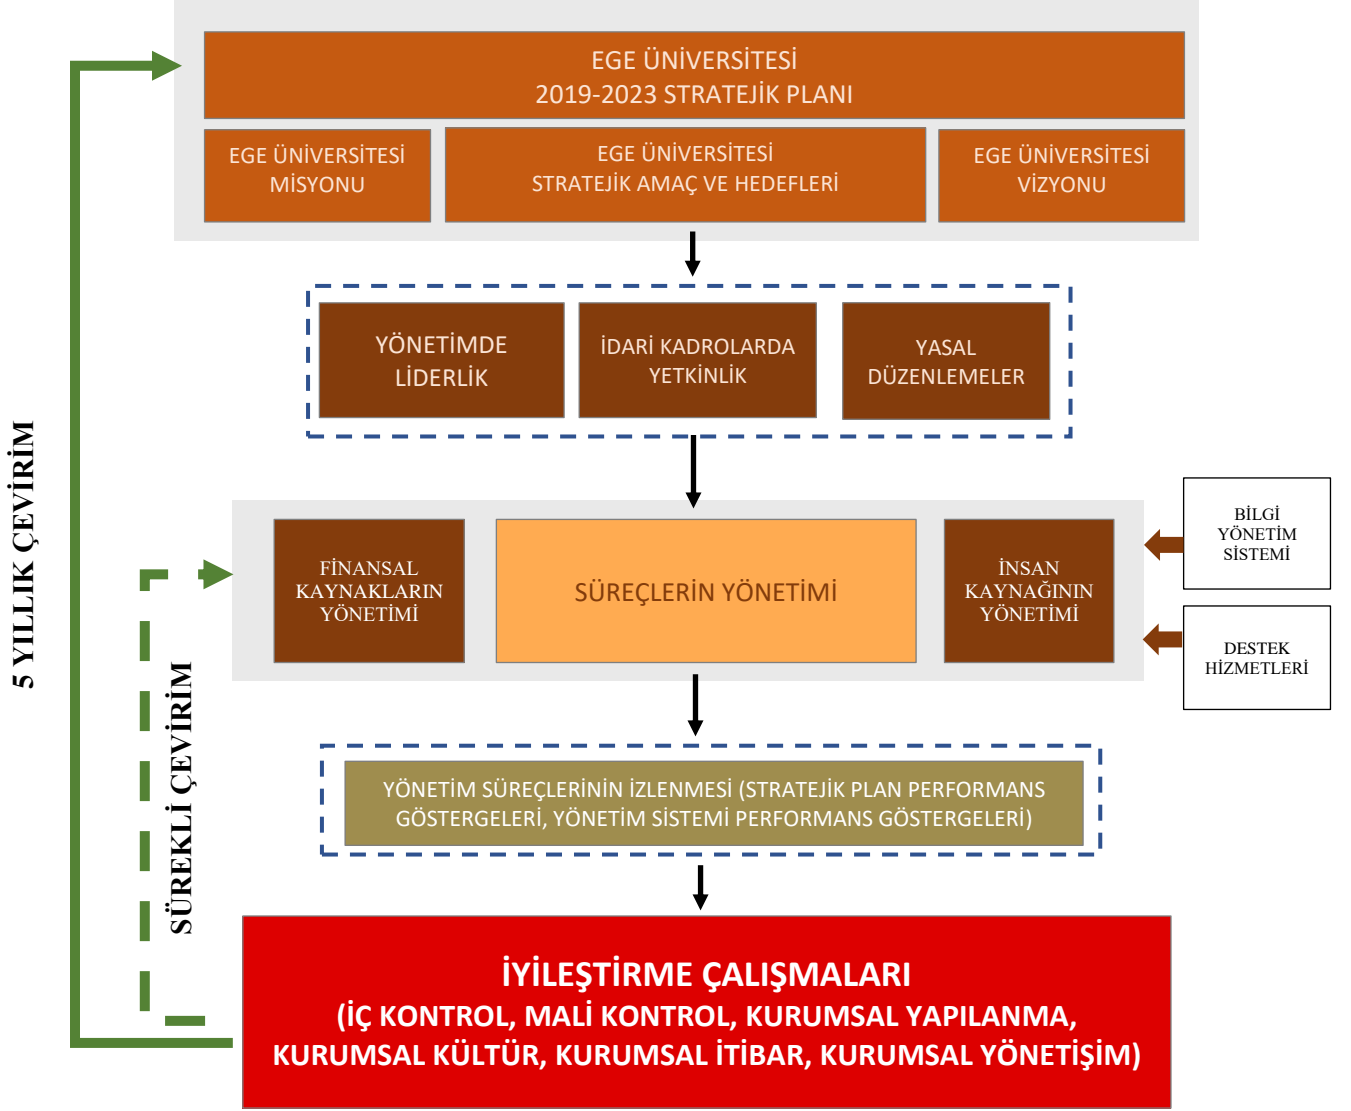 EGE ÜNİVERSİTESİ
2019-2023 STRATEJİK PLANI
EGE ÜNİVERSİTESİ
MİSYONU
EGE ÜNİVERSİTESİ
STRATEJİK AMAÇ VE HEDEFLERİ
EGE ÜNİVERSİTESİ
VİZYONU
YÖNETİMDE
LİDERLİK
İDARİ KADROLARDA
YETKİNLİK
YASAL
DÜZENLEMELER
5 YILLIK ÇEVİRİM
SÜREKLİ ÇEVİRİM
FİNANSAL
KAYNAKLARIN
YÖNETİMİ
SÜREÇLERİN YÖNETİMİ
İNSAN
KAYNAĞININ
YÖNETİMİ
BİLGİ
YÖNETİM
SİSTEMİ
DESTEK
HİZMETLERİ
YÖNETİM SÜREÇLERİNİN İZLENMESİ (STRATEJİK PLAN PERFORMANS
GÖSTERGELERİ, YÖNETİM SİSTEMİ PERFORMANS GÖSTERGELERİ)
İYİLEŞTİRME ÇALIŞMALARI
(İÇ KONTROL, MALİ KONTROL, KURUMSAL YAPILANMA,
KURUMSAL KÜLTÜR, KURUMSAL İTİBAR, KURUMSAL YÖNETİŞİM)